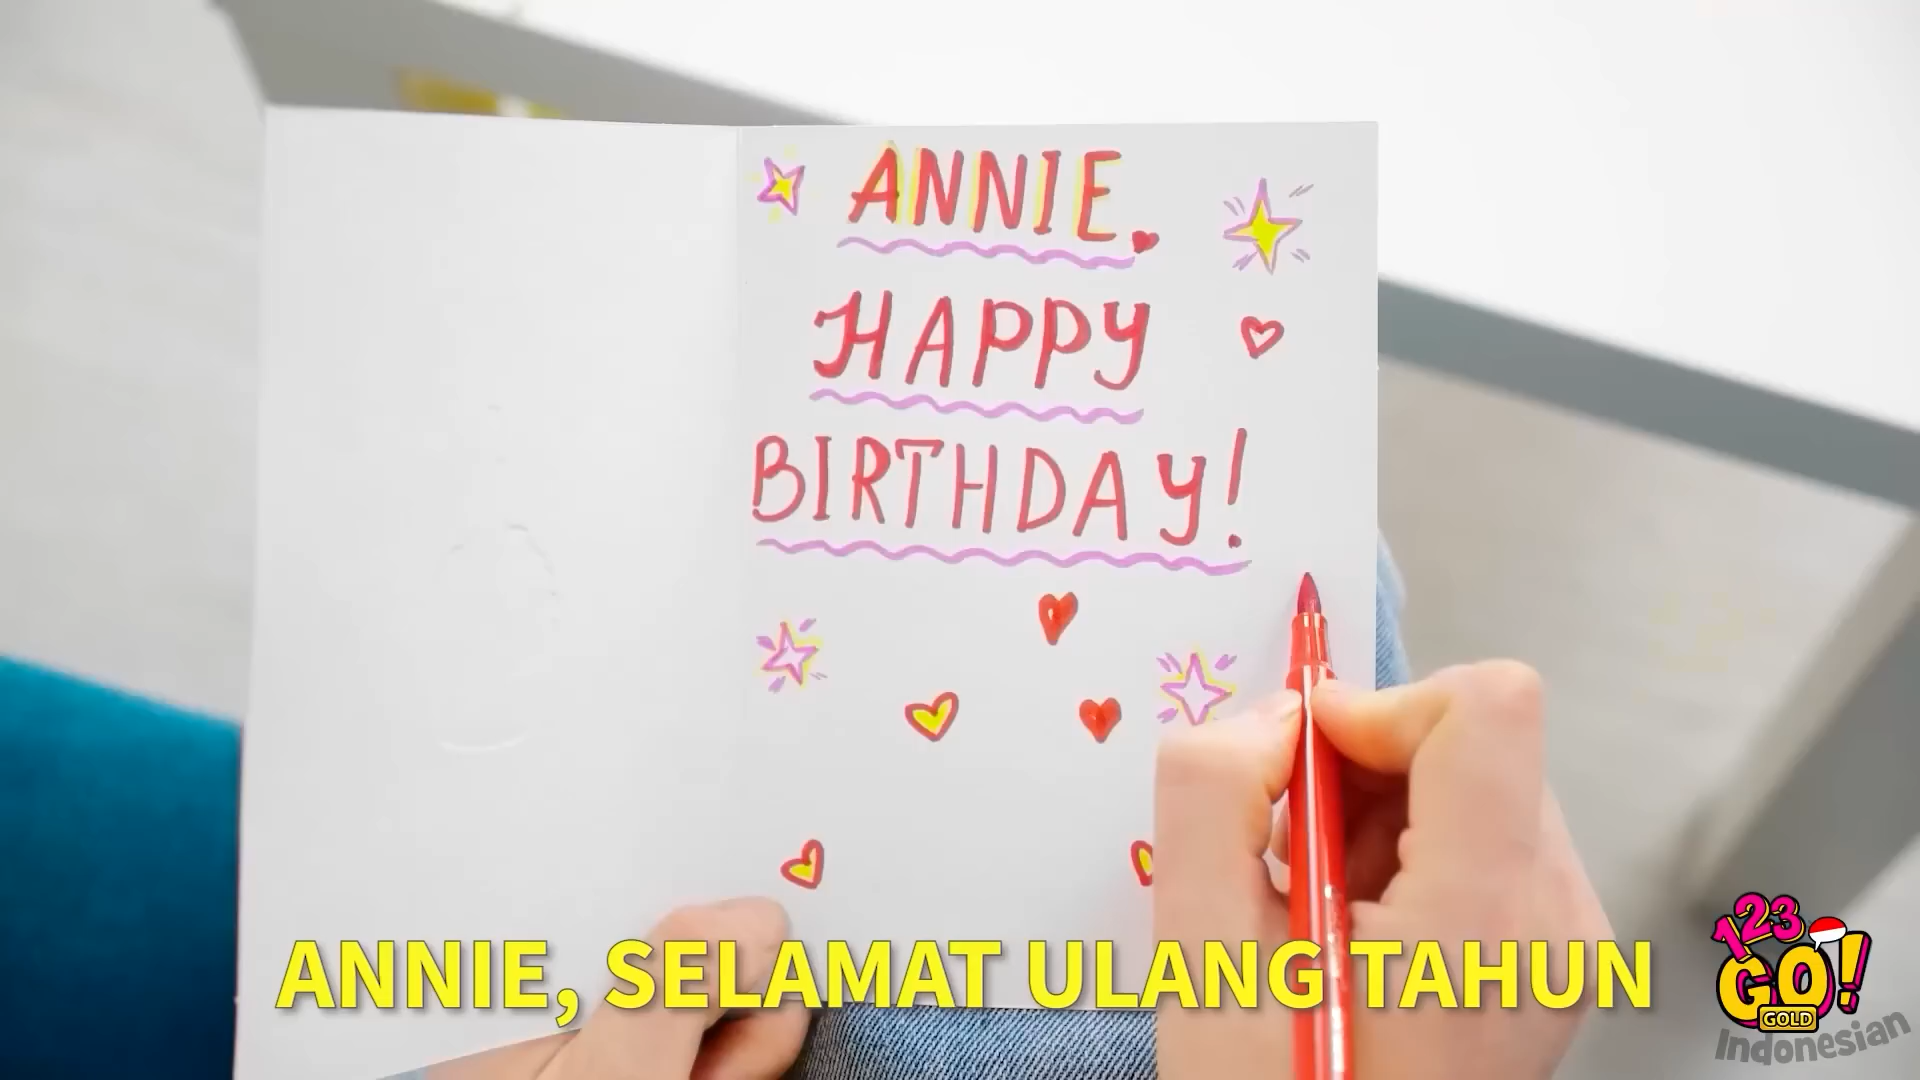 ANNIE.
HAPPY
BIRTHDAY!
ANNIE, SELAMAT ULANG TAHUN
123
GO!
GOLD
Indonesian